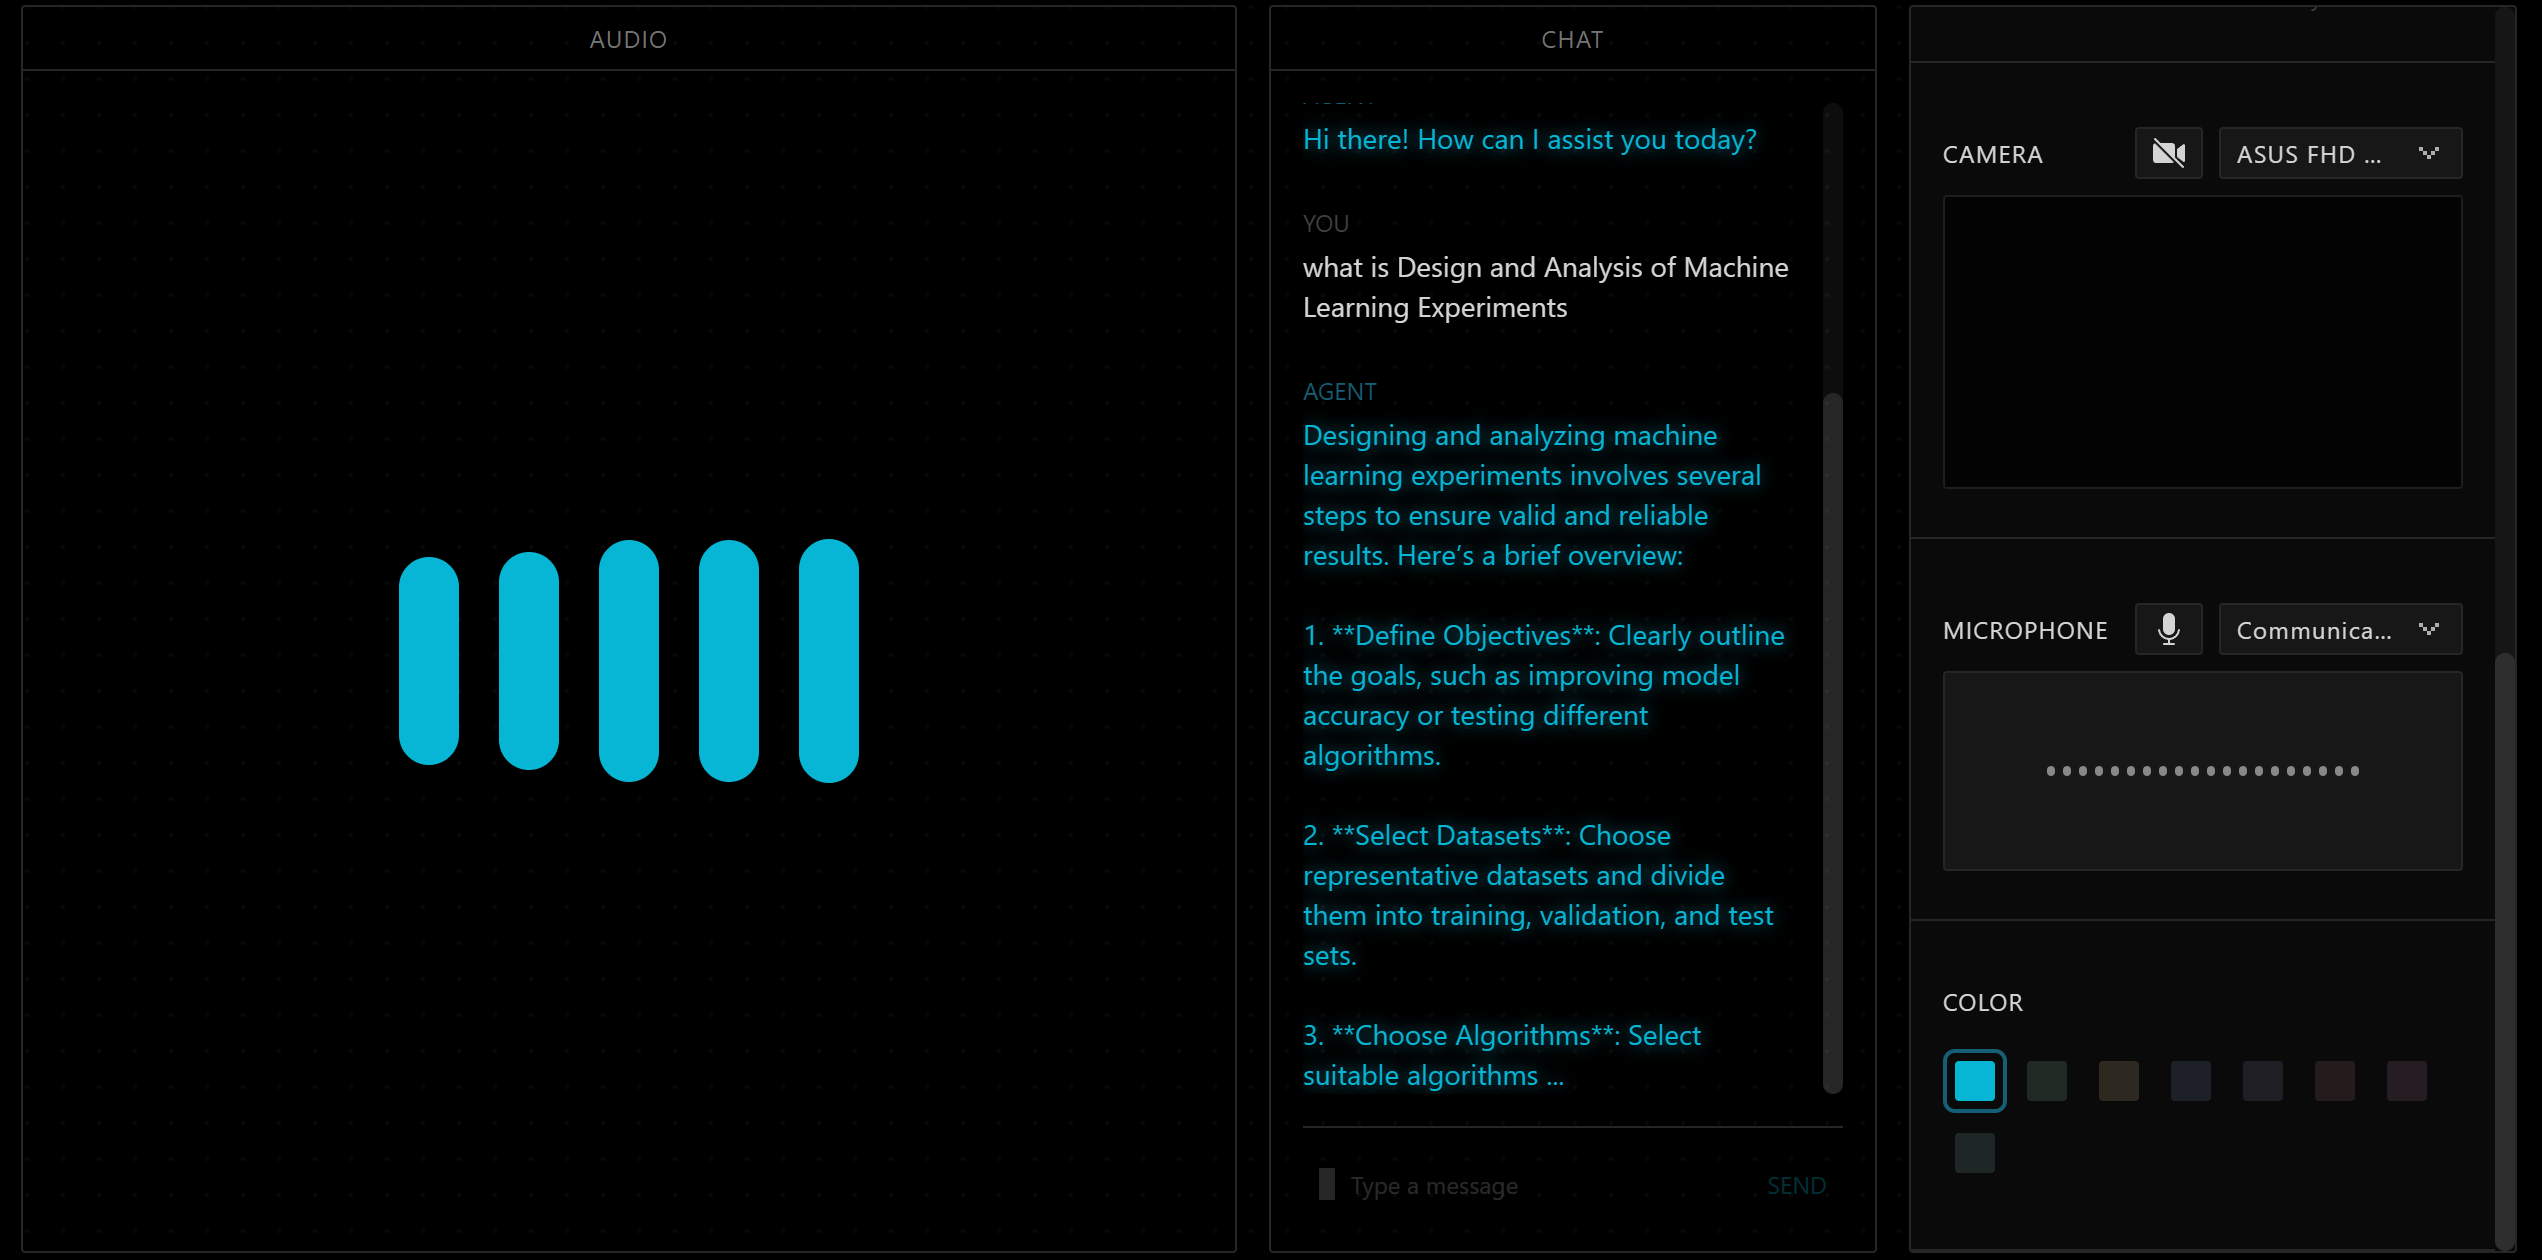 AUDIO
CHAT
Hi there! How can I assist you today?
YOU
what is Design and Analysis of Machine
Learning Experiments
AGENT
Designing and analyzing machine
learning experiments involves several
steps to ensure valid and reliable
results. Here’s a brief overview:
1. **Define Objectives**: Clearly outline
the goals, such as improving model
accuracy or testing different
algorithms.
2. **Select Datasets**: Choose
representative datasets and divide
them into training, validation, and test
sets.
3. **Choose Algorithms**: Select
suitable algorithms ...
Type a message
SEND
CAMERA
ASUS FHD ...
MICROPHONE
Communica...
COLOR